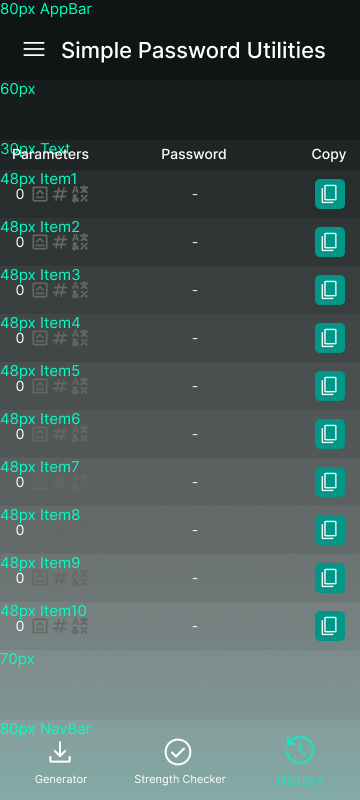 80px AppBar
Simple Password Utilities
60px
30px Text
Parameters Password Copy
48px Item1
0 -
48px Item2
0 -
48px Item3
0 -
48px Item4
0 -
48px Item5
0 -
48px Item6
0 -
48px Item7
0 -
48px Item8
0 -
48px Item9
0 -
48px Item10
0 -
70px
80px NavBar
Generator Strength Checker History